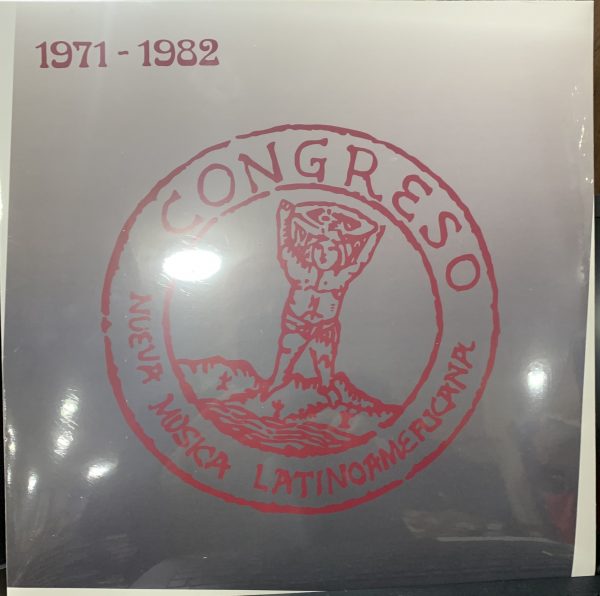 1971 - 1982
CONGRESO
NUEVA MUSICA LATINOAMERICANA